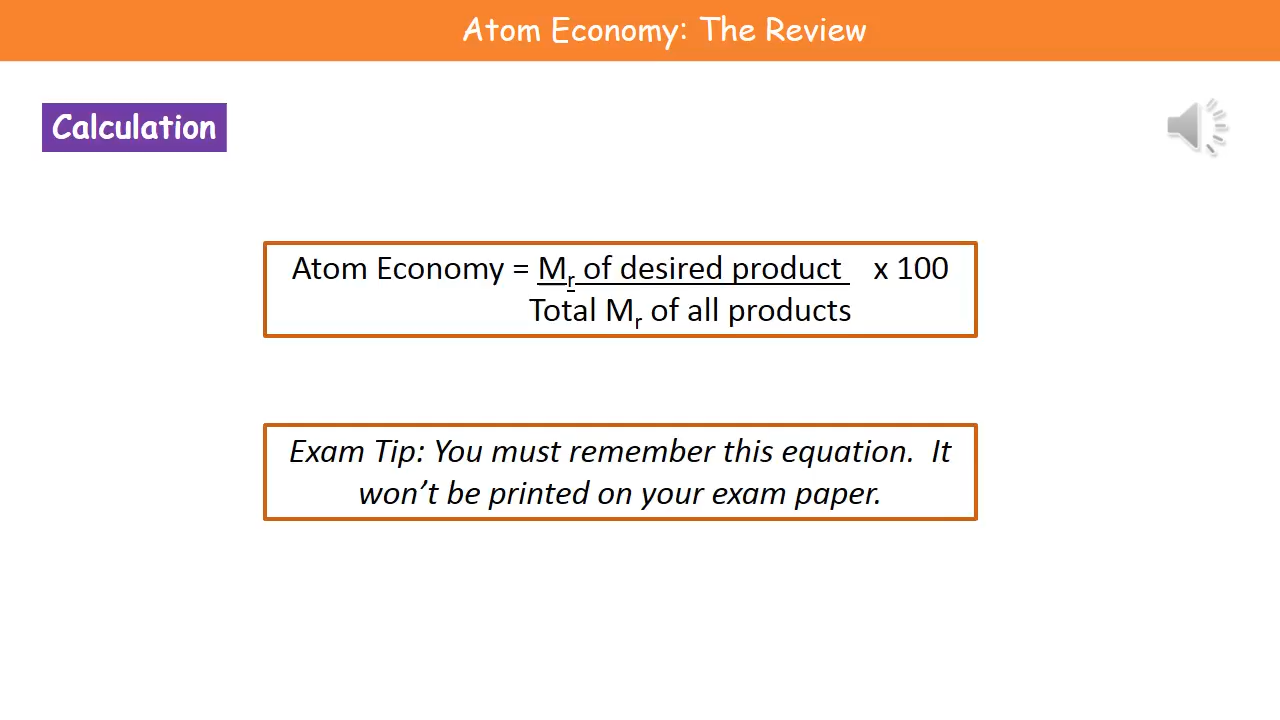 Atom Economy: The Review
Calculation
Atom Economy = Mr of desired product x 100
Total Mr of all products
Exam Tip: You must remember this equation. It
won’t be printed on your exam paper.